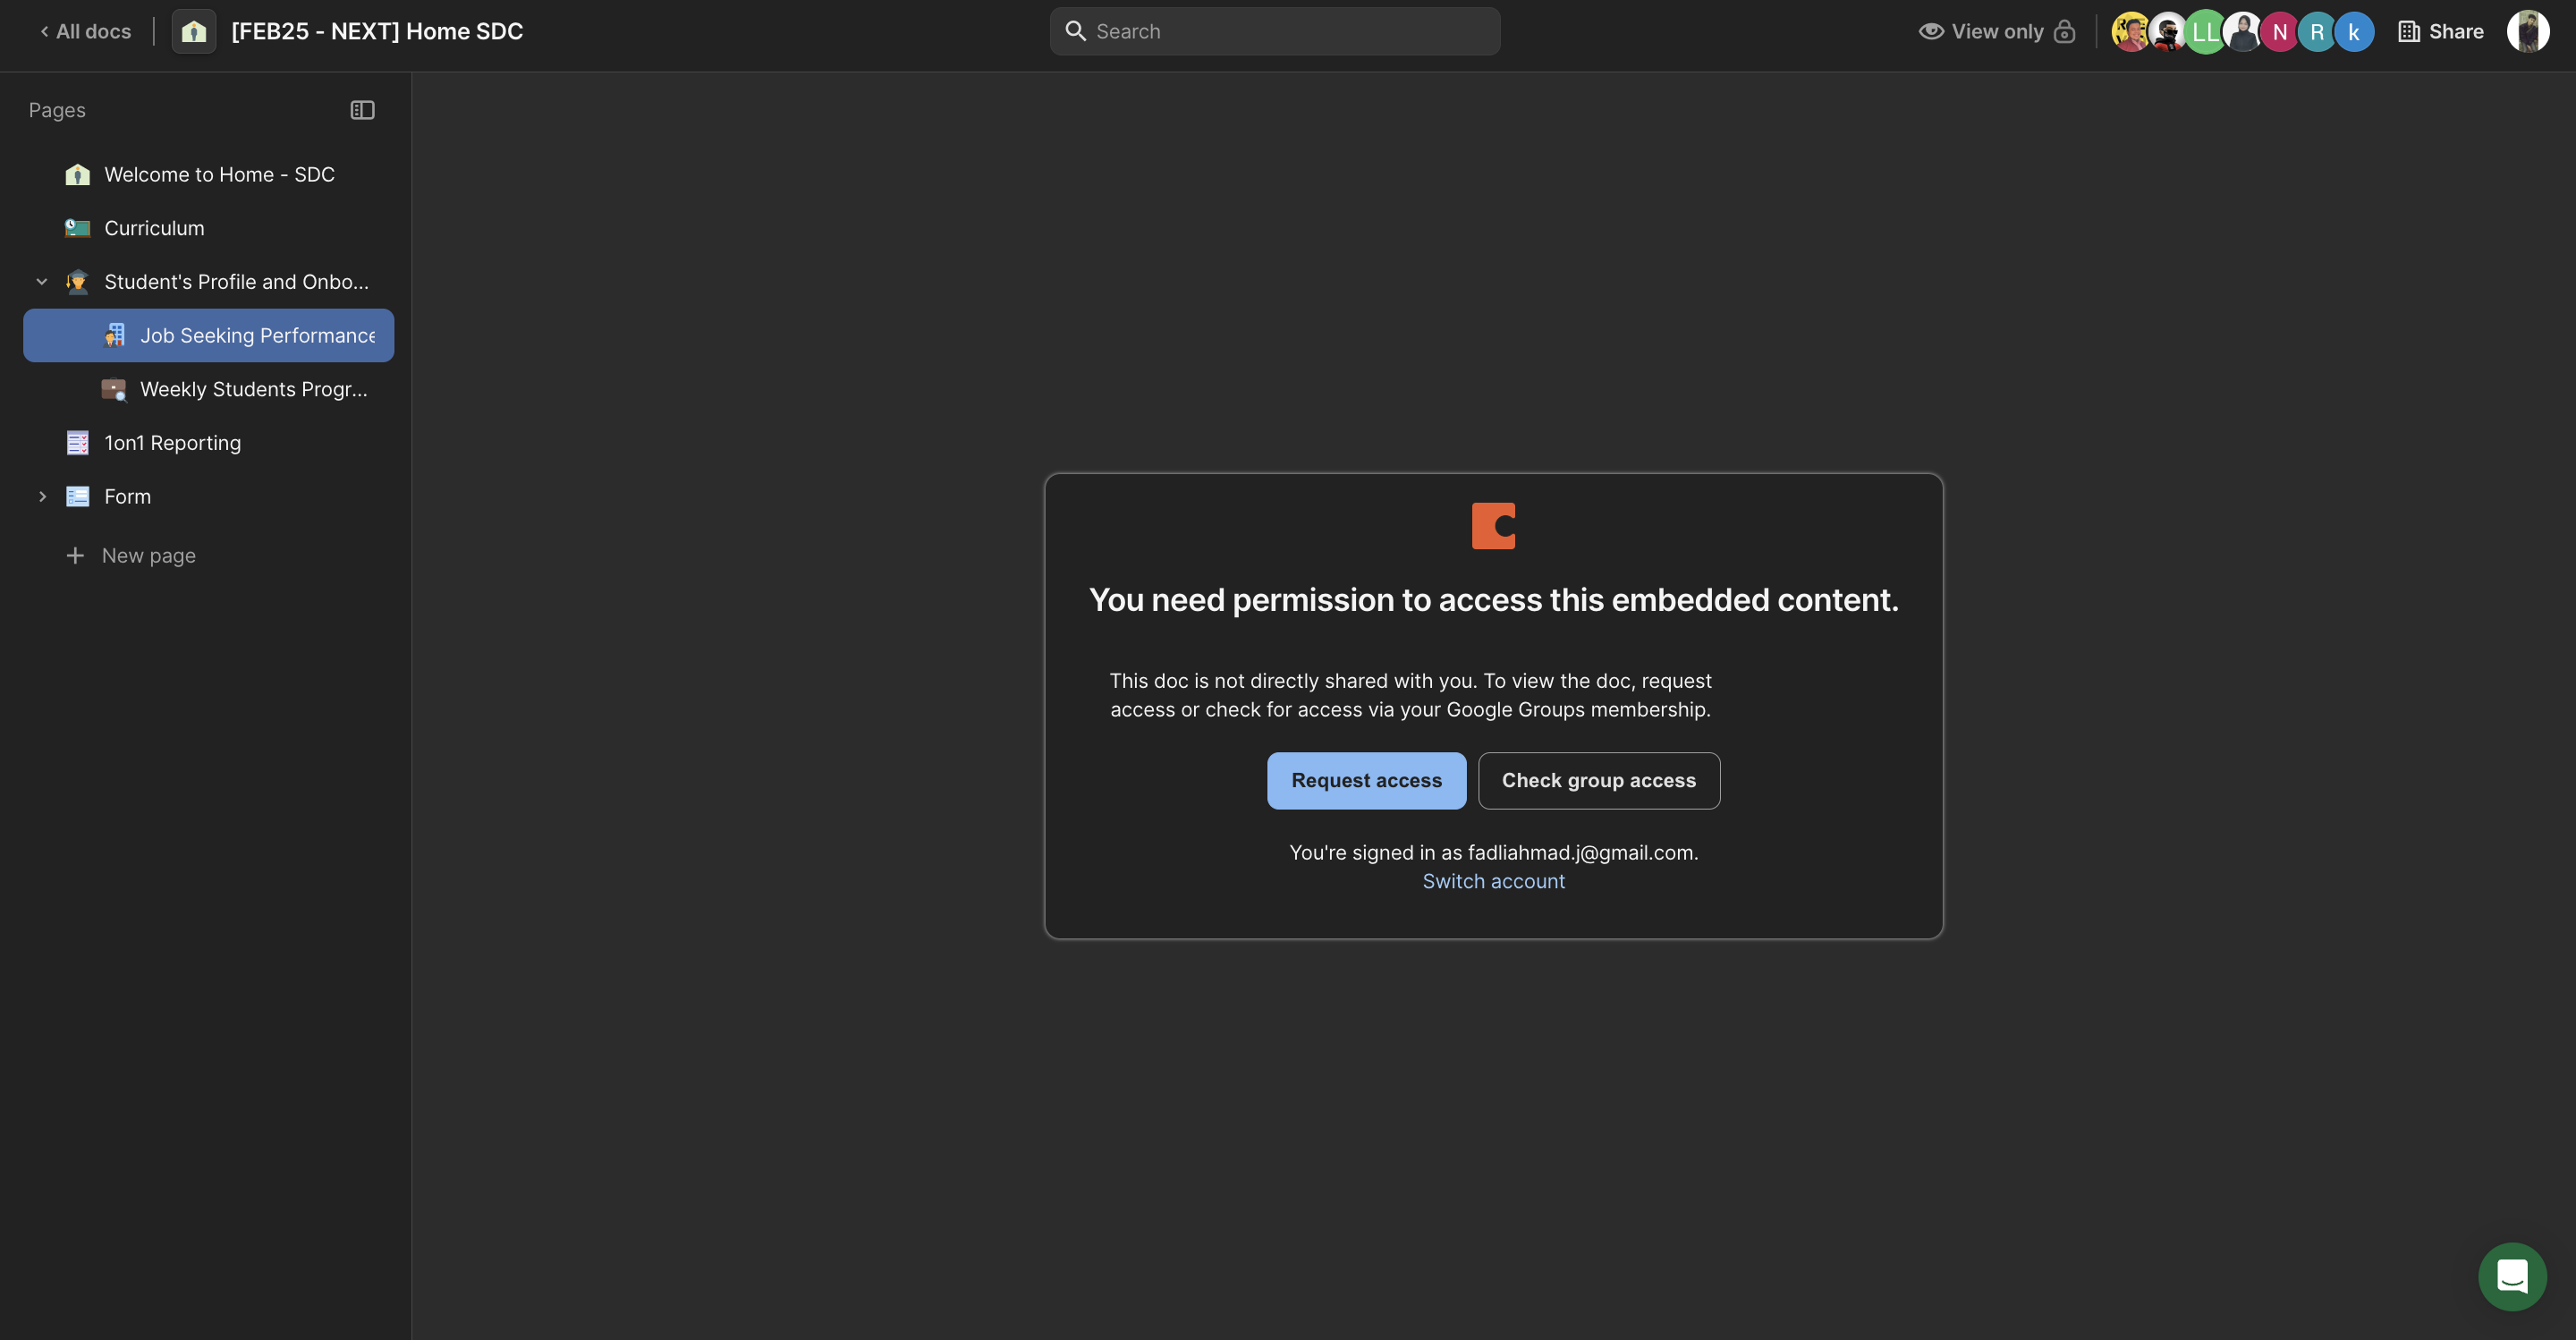 All docs
[FEB25 - NEXT] Home SDC
Search
View only
LL
N
R
k
Share
Pages
Welcome to Home - SDC
Curriculum
Student's Profile and Onbo...
Job Seeking Performance
Weekly Students Progr...
1on1 Reporting
Form
New page
You need permission to access this embedded content.
This doc is not directly shared with you. To view the doc, request
access or check for access via your Google Groups membership.
Request access
Check group access
You're signed in as fadliahmad.j@gmail.com.
Switch account